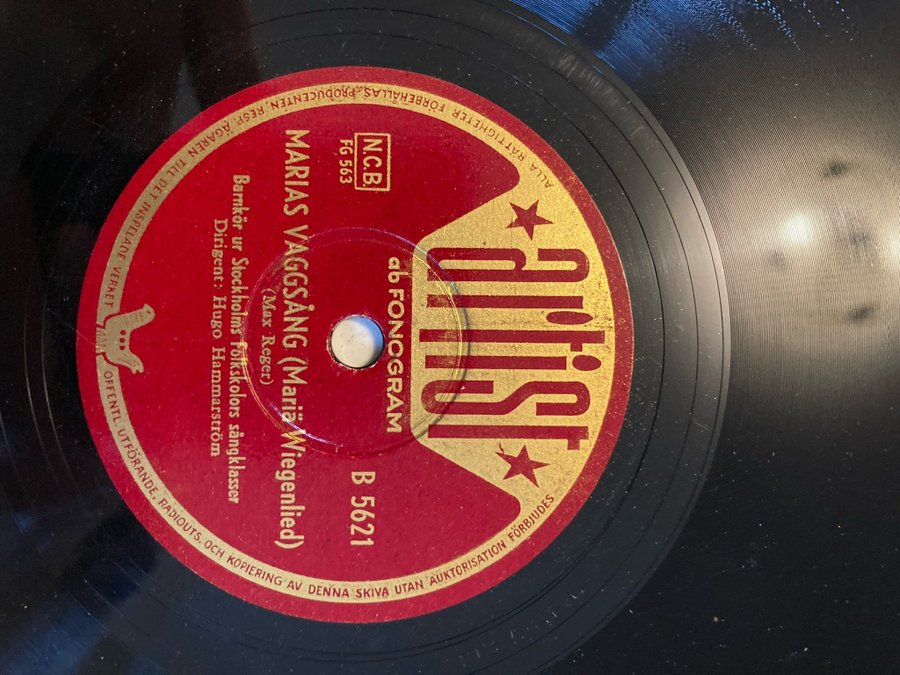 artist
ab FONOGRAM
N.C.B
FG 563
B 5621
MARIAS VAGGSÅNG (Mariä Wiegenlied)
(Max Reger)
Barnkör ur Stockholms Folkskolors sångklasser
Dirigent: Hugo Hammarström
ALLA RÄTTIGHETER FÖRBEHÅLLAS PRODUCENTEN, RESP. ÄGAREN TILL DET INSPELADE VERKET
OFFENTL. UTFÖRANDE, RADIOUTS. OCH KOPIERING AV DENNA SKIVA UTAN AUKTORISATION FÖRBJUDES